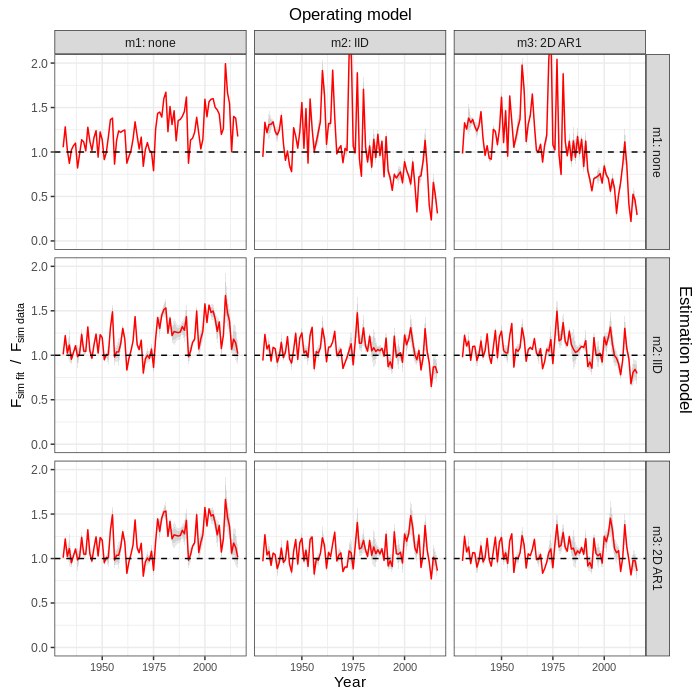 Operating model
m1: none
m2: IID
m3: 2D AR1
2.0
1.5
1.0
0.5
0.0
m1: none
2.0
1.5
1.0
0.5
0.0
m2: IID
2.0
1.5
1.0
0.5
0.0
m3: 2D AR1
F sim fit / F sim data
Estimation model
1950
1975
2000
1950
1975
2000
1950
1975
2000
Year